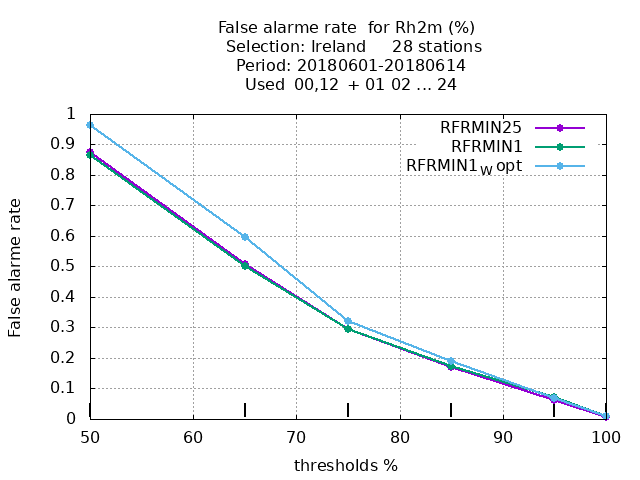 False alarme rate for Rh2m (%)
Selection: Ireland 28 stations
Period: 20180601-20180614
Used 00,12 + 01 02 ... 24
RFRMIN25
RFRMIN1
RFRMIN1W opt
False alarme rate
1
0.9
0.8
0.7
0.6
0.5
0.4
0.3
0.2
0.1
0
50 60 70 80 90 100
thresholds %